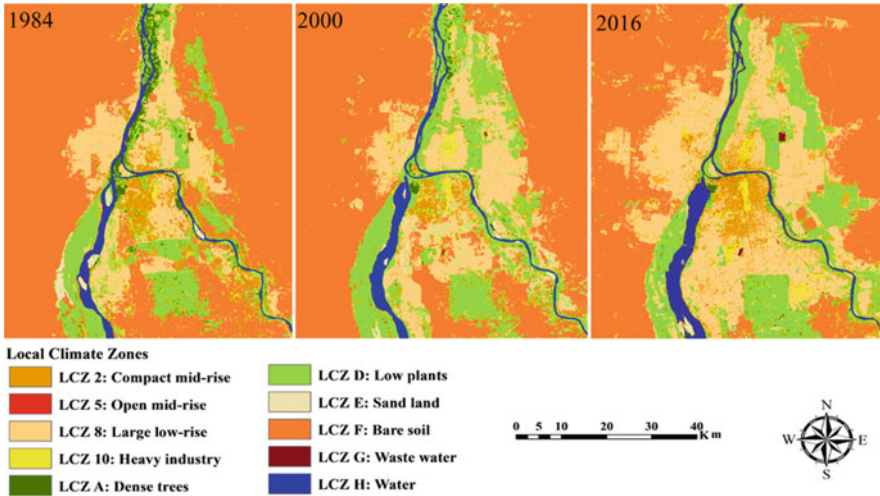 1984
2000
2016
Local Climate Zones
LCZ 2: Compact mid-rise
LCZ 5: Open mid-rise
LCZ 8: Large low-rise
LCZ 10: Heavy industry
LCZ A: Dense trees
LCZ D: Low plants
LCZ E: Sand land
LCZ F: Bare soil
LCZ G: Waste water
LCZ H: Water
0 5 10 20 30 40
Km
N
W E
S